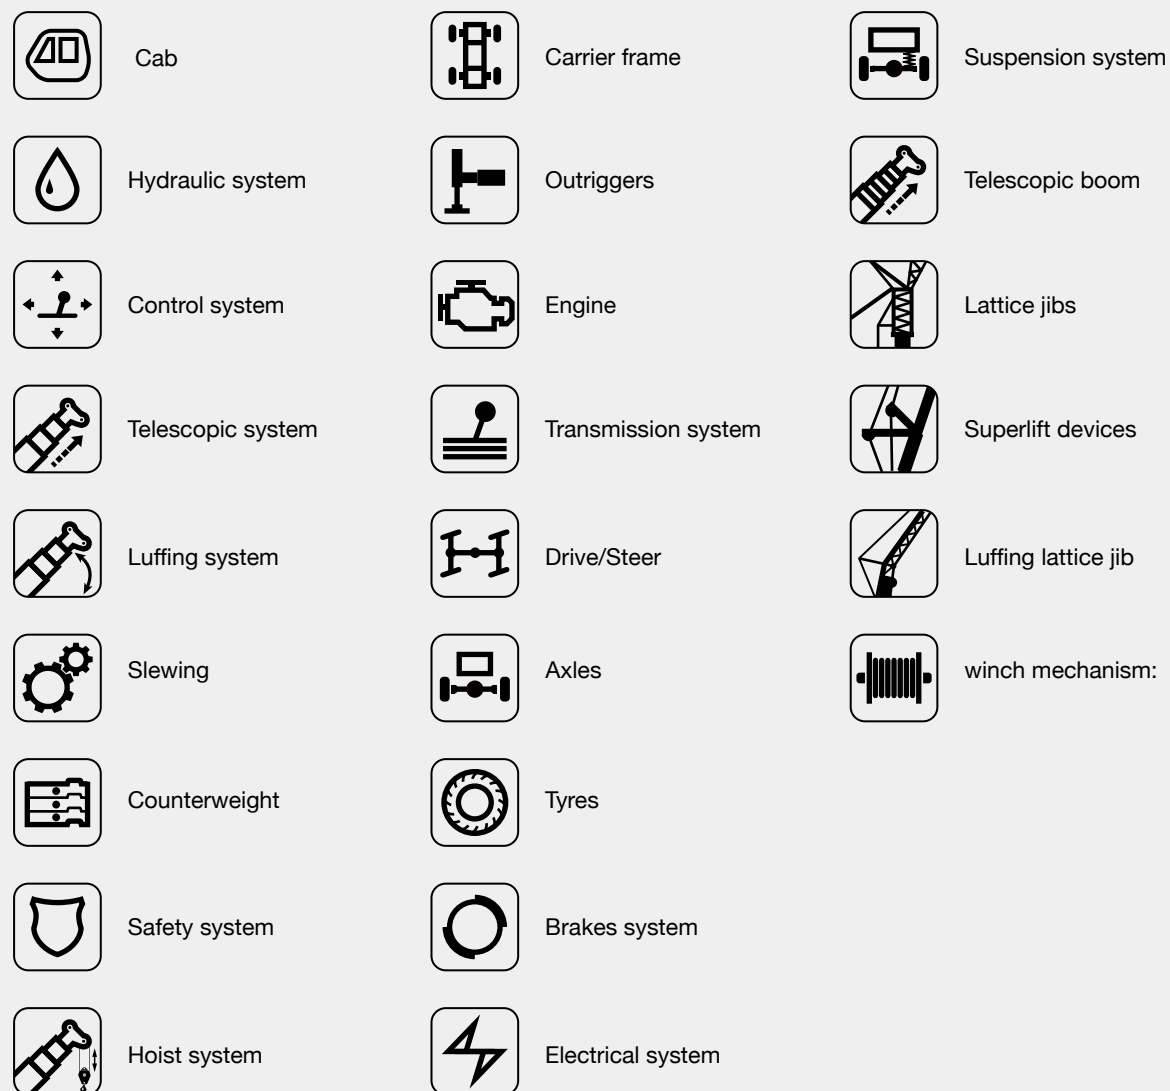 Cab
Hydraulic system
Control system
Telescopic system
Luffing system
Slewing
Counterweight
Safety system
Hoist system
Carrier frame
Outriggers
Engine
Transmission system
Drive/Steer
Axles
Tyres
Brakes system
Electrical system
Suspension system
Telescopic boom
Lattice jibs
Superlift devices
Luffing lattice jib
winch mechanism: